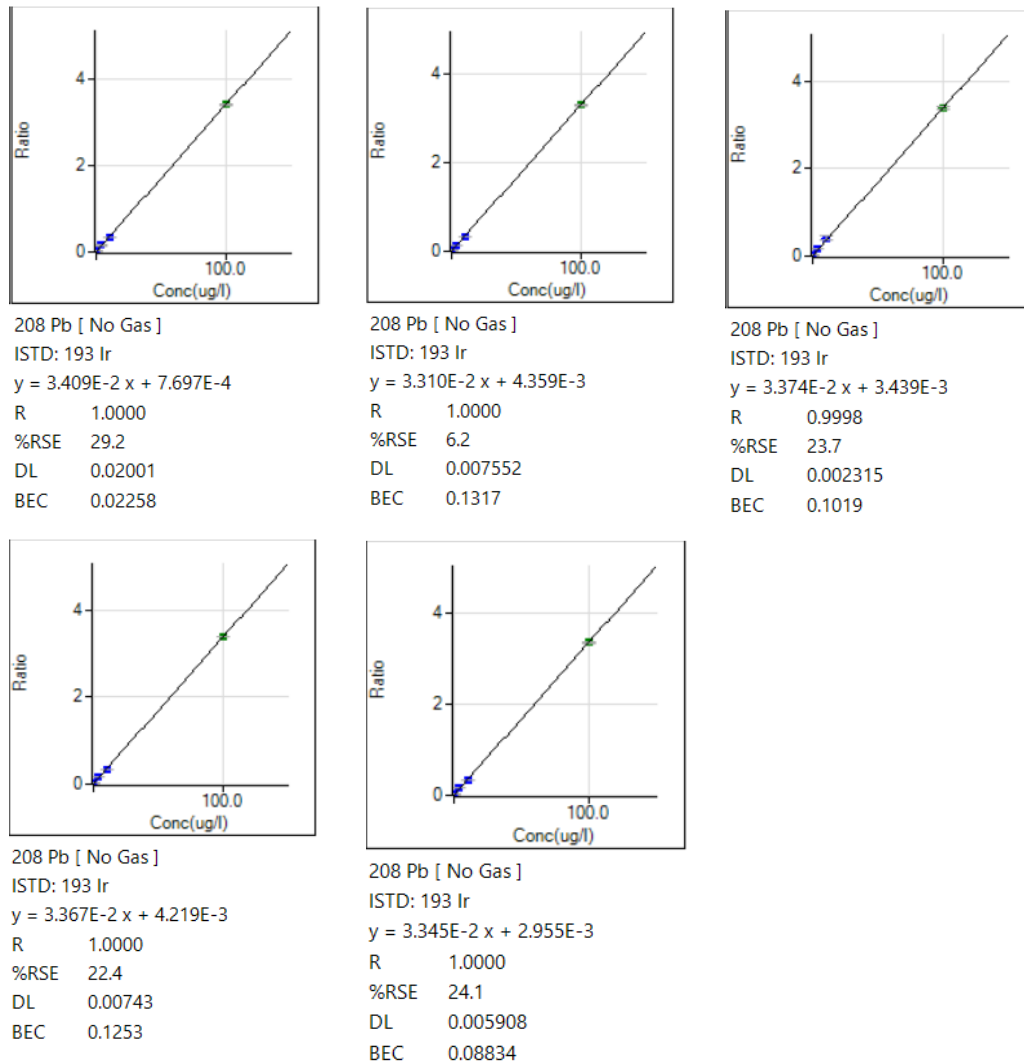 Ratio
4
2
0
100.0
Conc(ug/l)
208 Pb [ No Gas ]
ISTD: 193 Ir
y = 3.409E-2 x + 7.697E-4
R 1.0000
%RSE 29.2
DL 0.02001
BEC 0.02258
Ratio
4
2
0
100.0
Conc(ug/l)
208 Pb [ No Gas ]
ISTD: 193 Ir
y = 3.310E-2 x + 4.359E-3
R 1.0000
%RSE 6.2
DL 0.007552
BEC 0.1317
Ratio
4
2
0
100.0
Conc(ug/l)
208 Pb [ No Gas ]
ISTD: 193 Ir
y = 3.374E-2 x + 3.439E-3
R 0.9998
%RSE 23.7
DL 0.002315
BEC 0.1019
Ratio
4
2
0
100.0
Conc(ug/l)
208 Pb [ No Gas ]
ISTD: 193 Ir
y = 3.367E-2 x + 4.219E-3
R 1.0000
%RSE 22.4
DL 0.00743
BEC 0.1253
Ratio
4
2
0
100.0
Conc(ug/l)
208 Pb [ No Gas ]
ISTD: 193 Ir
y = 3.345E-2 x + 2.955E-3
R 1.0000
%RSE 24.1
DL 0.005908
BEC 0.08834